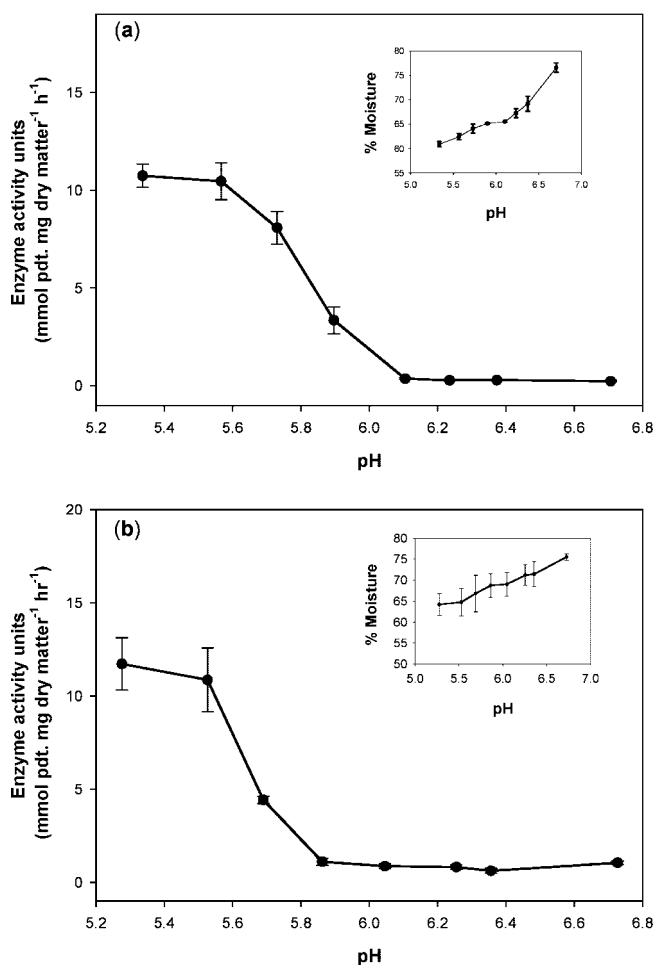 (a)
Enzyme activity units
(mmol pdt. mg dry matter⁻¹ h⁻¹)
15
10
5
0
5.2 5.4 5.6 5.8 6.0 6.2 6.4 6.6 6.8
pH
% Moisture
80
75
70
65
60
55
5.0 5.5 6.0 6.5 7.0
pH
(b)
Enzyme activity units
(mmol pdt. mg dry matter⁻¹ hr⁻¹)
20
15
10
5
0
5.2 5.4 5.6 5.8 6.0 6.2 6.4 6.6 6.8
pH
% Moisture
80
75
70
65
60
55
50
5.0 5.5 6.0 6.5 7.0
pH